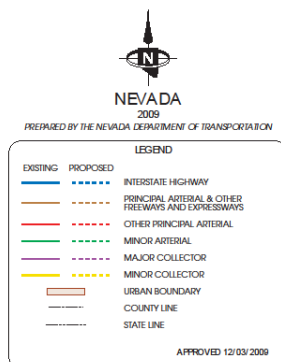 N
NEVADA
2009
PREPARED BY THE NEVADA DEPARTMENT OF TRANSPORTATION
LEGEND
EXISTING PROPOSED
INTERSTATE HIGHWAY
PRINCIPAL ARTERIAL & OTHER
FREEWAYS AND EXPRESSWAYS
OTHER PRINCIPAL ARTERIAL
MINOR ARTERIAL
MAJOR COLLECTOR
MINOR COLLECTOR
URBAN BOUNDARY
COUNTY LINE
STATE LINE
APPROVED 12/03/2009